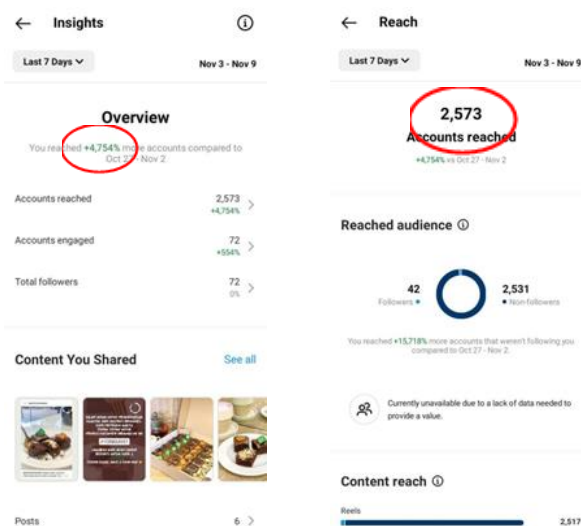 Insights
Last 7 Days
Nov 3 - Nov 9
Overview
You reached +4,754% more accounts compared to
Oct 27 - Nov 2
Accounts reached
2,573
+4,754%
Accounts engaged
72
+554%
Total followers
72
0%
Content You Shared
See all
Posts
6
Reach
Last 7 Days
Nov 3 - Nov 9
2,573
Accounts reached
+4,754% vs Oct 27 - Nov 2
Reached audience
42
Followers
2,531
Non-followers
You reached +15,718% more accounts that weren't following you
compared to Oct 27 - Nov 2.
Currently unavailable due to a lack of data needed to
provide a value.
Content reach
Reels
2,517